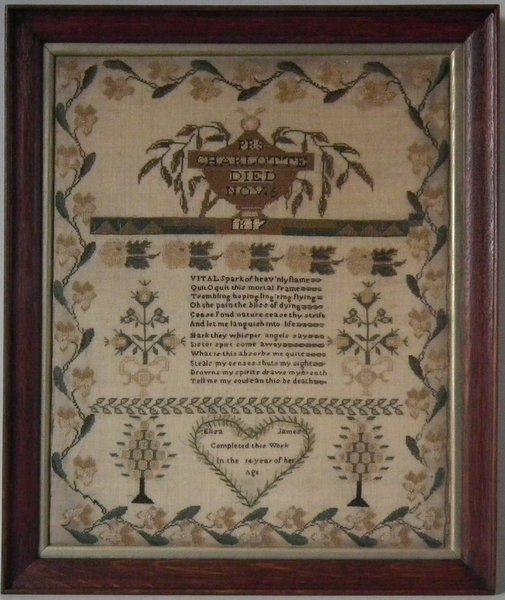 PRS
CHARLOTTE
DIED
NOV 6
1817
VITAL Spark of heav'nly flame
Quit O quit this mortal frame
Trembling hoping ling'ring flying
Oh the pain the bliss of dying
Cease fond nature cease thy strife
And let me languish into life
Hark they whisper angels say
Sister spirt come away
What is this absorbs me quite
Steals my senses shuts my sight
Drowns my spirits draws my breath
Tell me my soul can this be death
Eliza James
Completed this Work
In the 14 year of her
Age